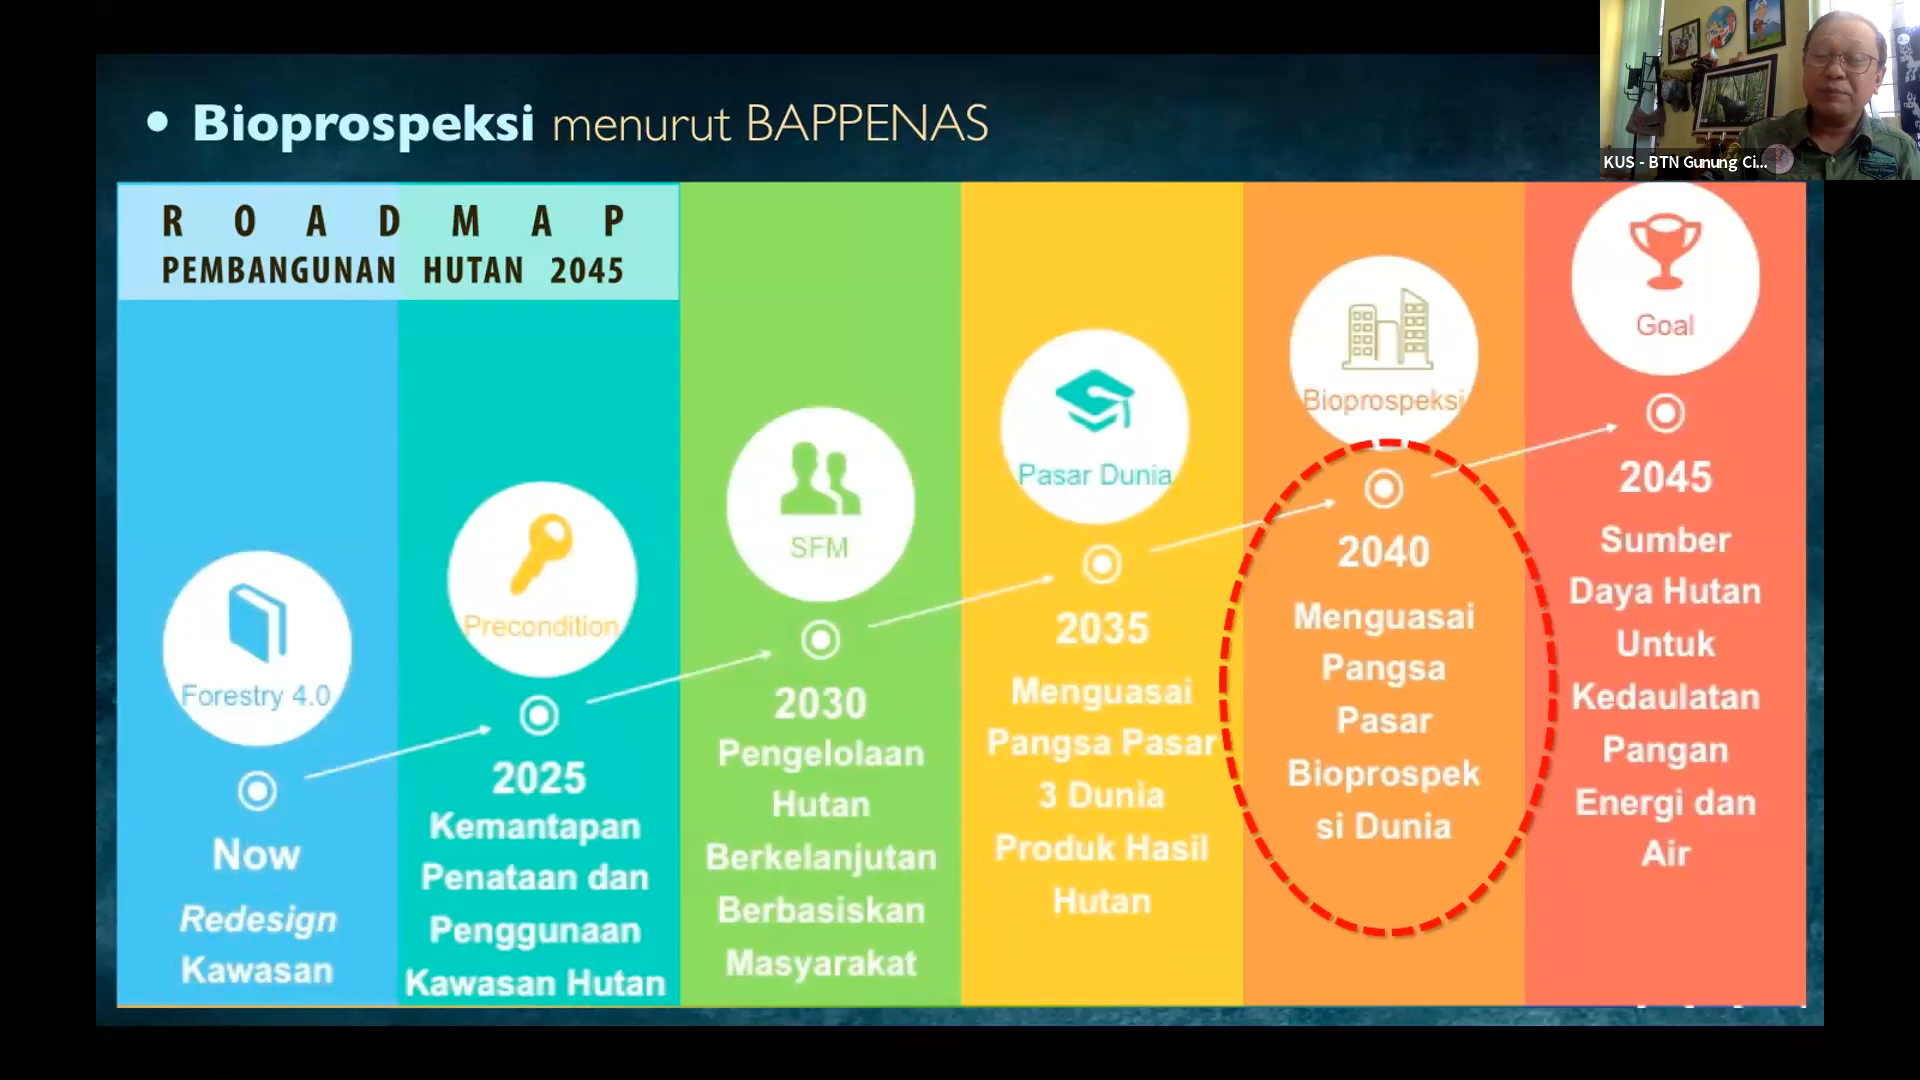 • Bioprospeksi menurut BAPPENAS
KUS - BTN Gunung Ci...
ROADMAP
PEMBANGUNAN HUTAN 2045
Forestry 4.0
Now
Redesign
Kawasan
Precondition
2025
Kemantapan
Penataan dan
Penggunaan
Kawasan Hutan
SFM
2030
Pengelolaan
Hutan
Berkelanjutan
Berbasiskan
Masyarakat
Pasar Dunia
2035
Menguasai
Pangsa Pasar
3 Dunia
Produk Hasil
Hutan
Bioprospeksi
2040
Menguasai
Pangsa
Pasar
Bioprospek
si Dunia
Goal
2045
Sumber
Daya Hutan
Untuk
Kedaulatan
Pangan
Energi dan
Air